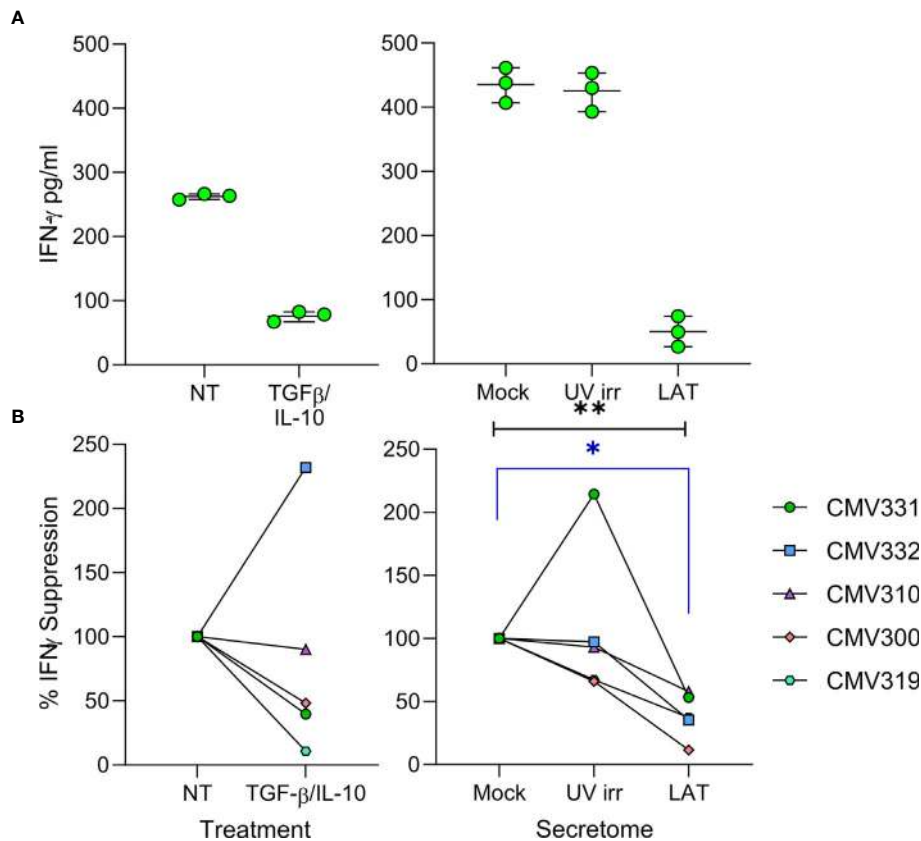 A
500
400
300
200
100
0
IFN-γ pg/ml
NT
TGFβ/
IL-10
500
400
300
200
100
0
Mock
UV irr
LAT
B
250
200
150
100
50
0
% IFNγ Suppression
NT
TGF-β/IL-10
Treatment
**
*
250
200
150
100
50
0
Mock
UV irr
LAT
Secretome
CMV331
CMV332
CMV310
CMV300
CMV319